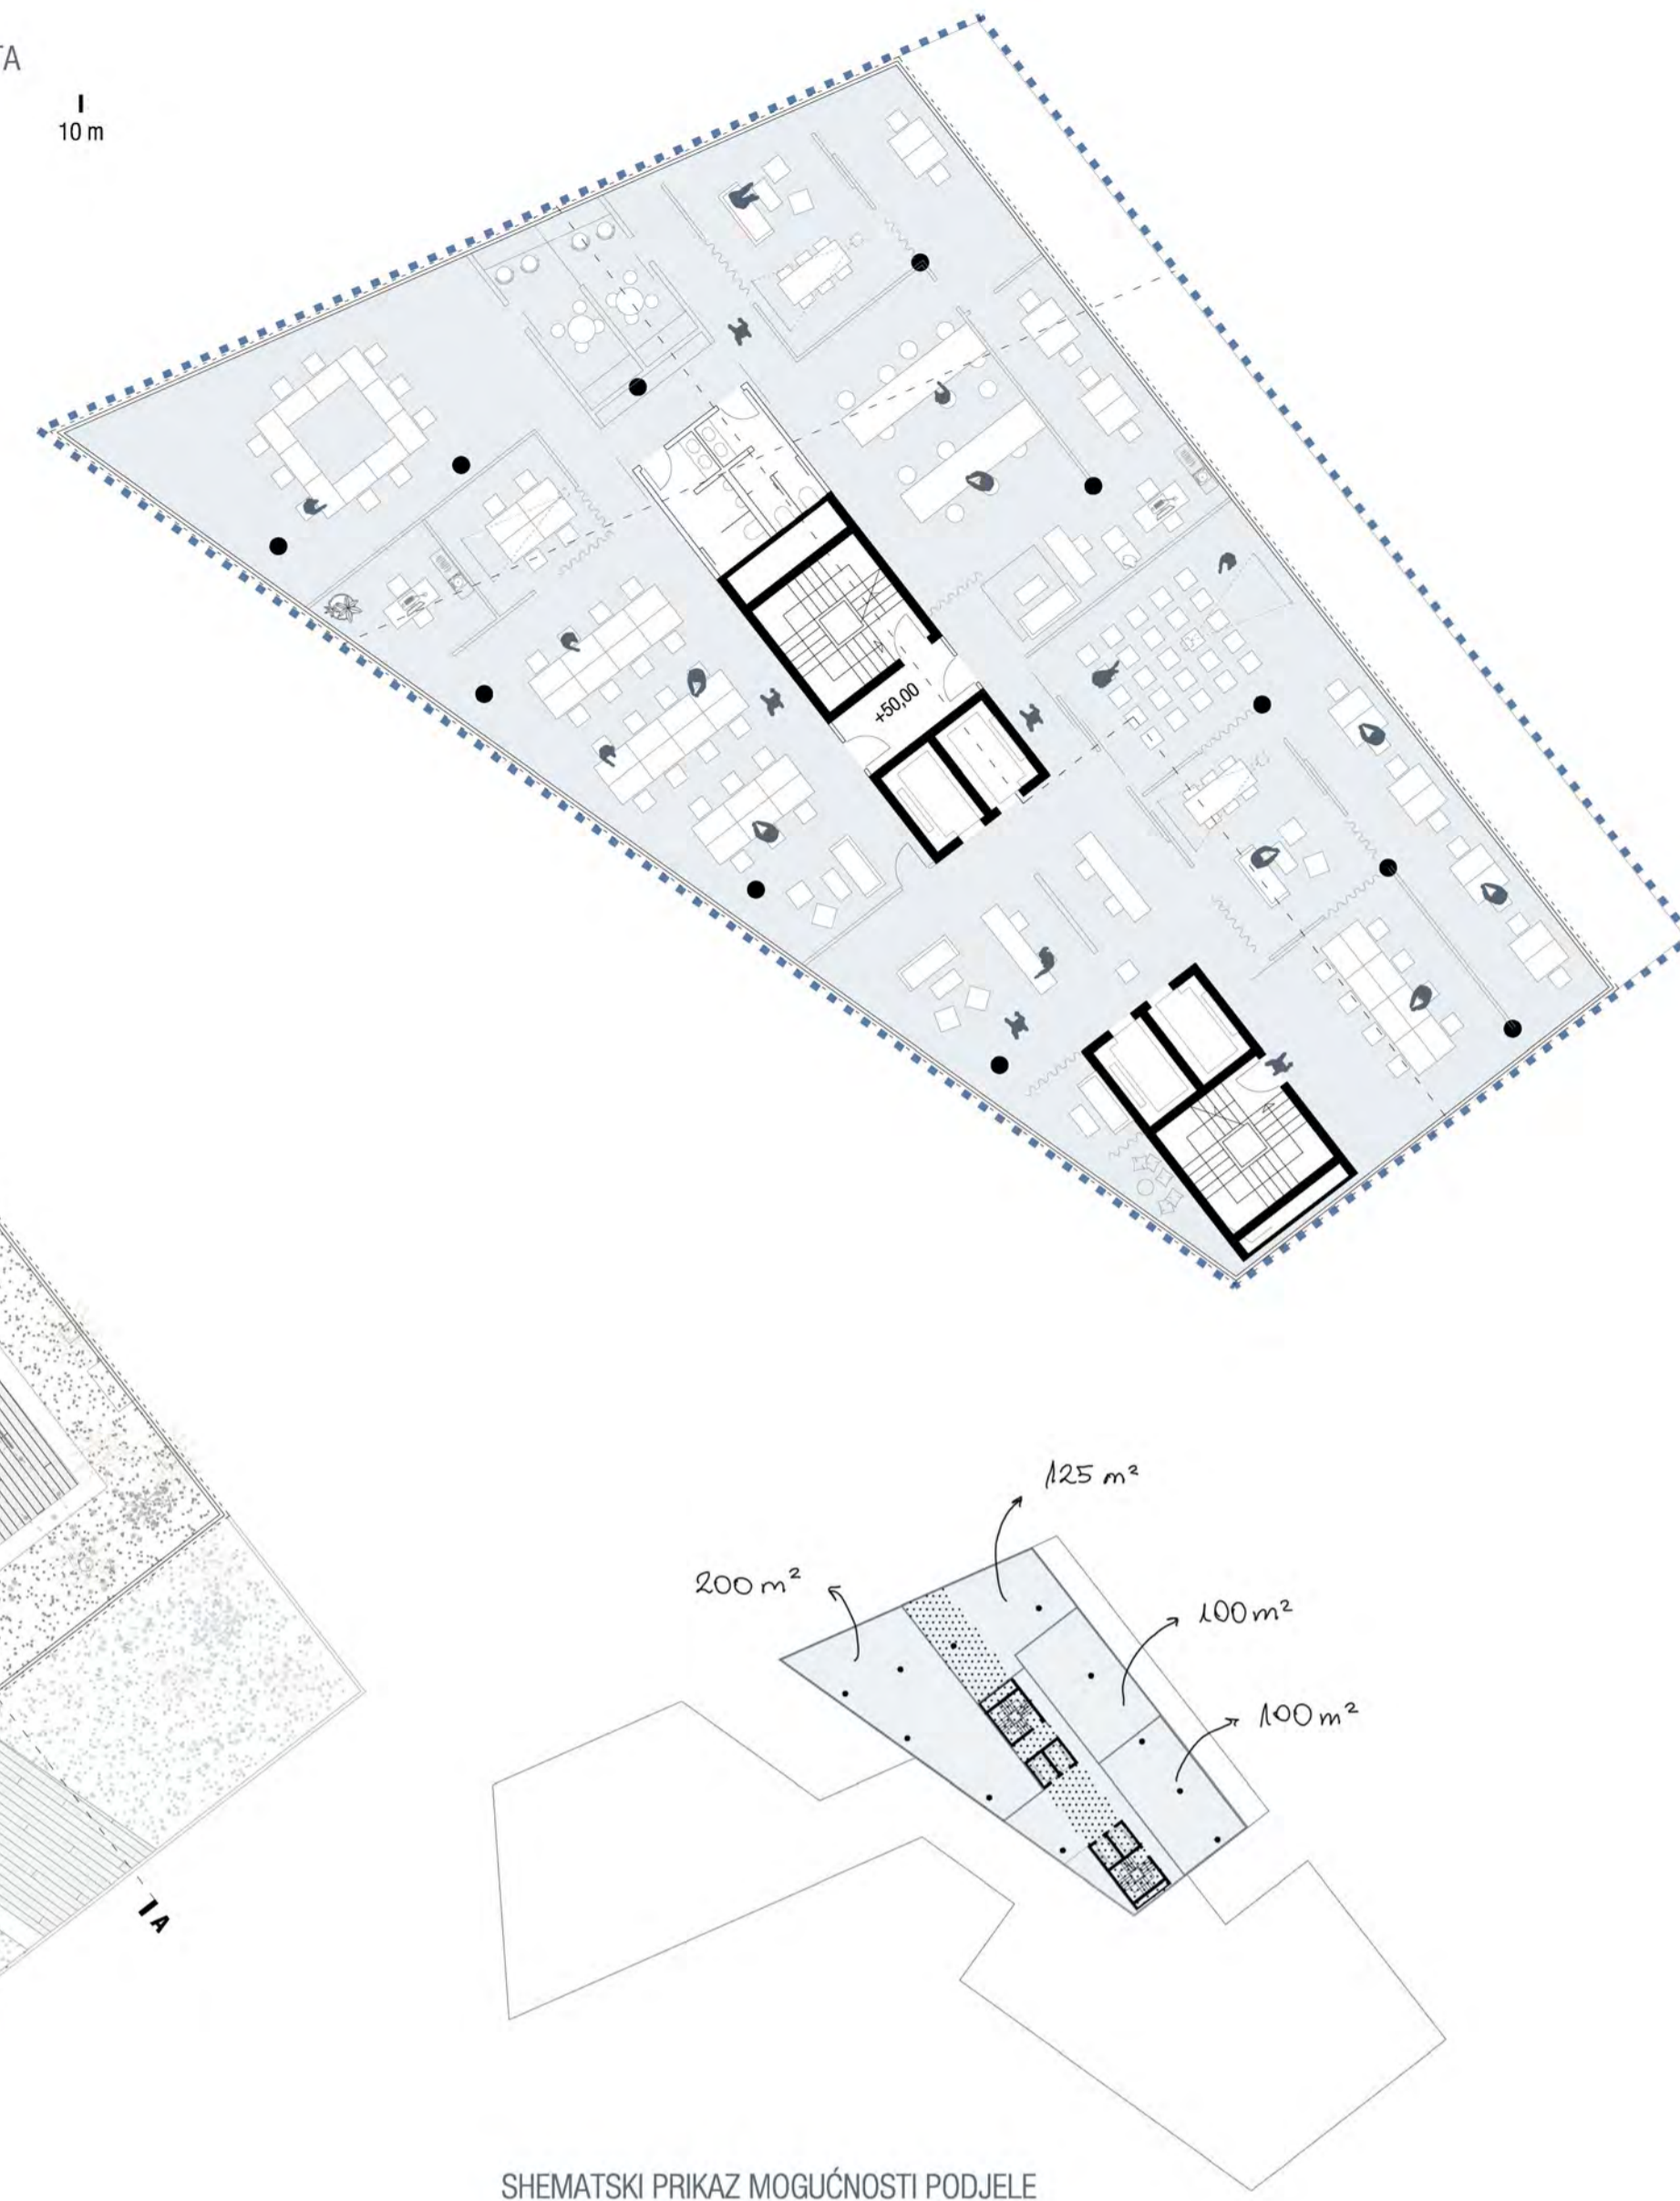 TA
10 m
+50,00
125 m²
200 m²
100 m²
100 m²
A
SHEMATSKI PRIKAZ MOGUĆNOSTI PODJELE